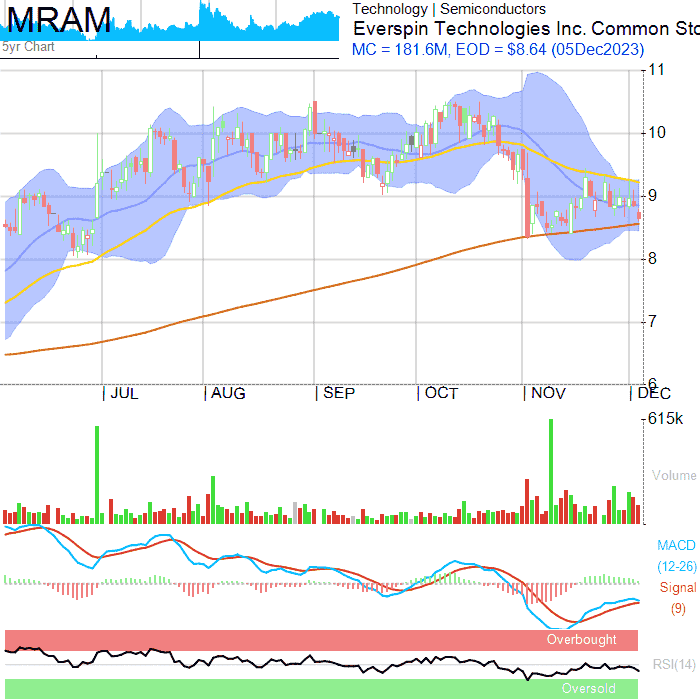 MRAM
5yr Chart
Technology | Semiconductors
Everspin Technologies Inc. Common Sto
MC = 181.6M, EOD = $8.64 (05Dec2023)
11
10
9
8
7
6
JUL
AUG
SEP
OCT
NOV
DEC
615k
Volume
MACD
(12-26)
Signal
(9)
Overbought
RSI(14)
Oversold